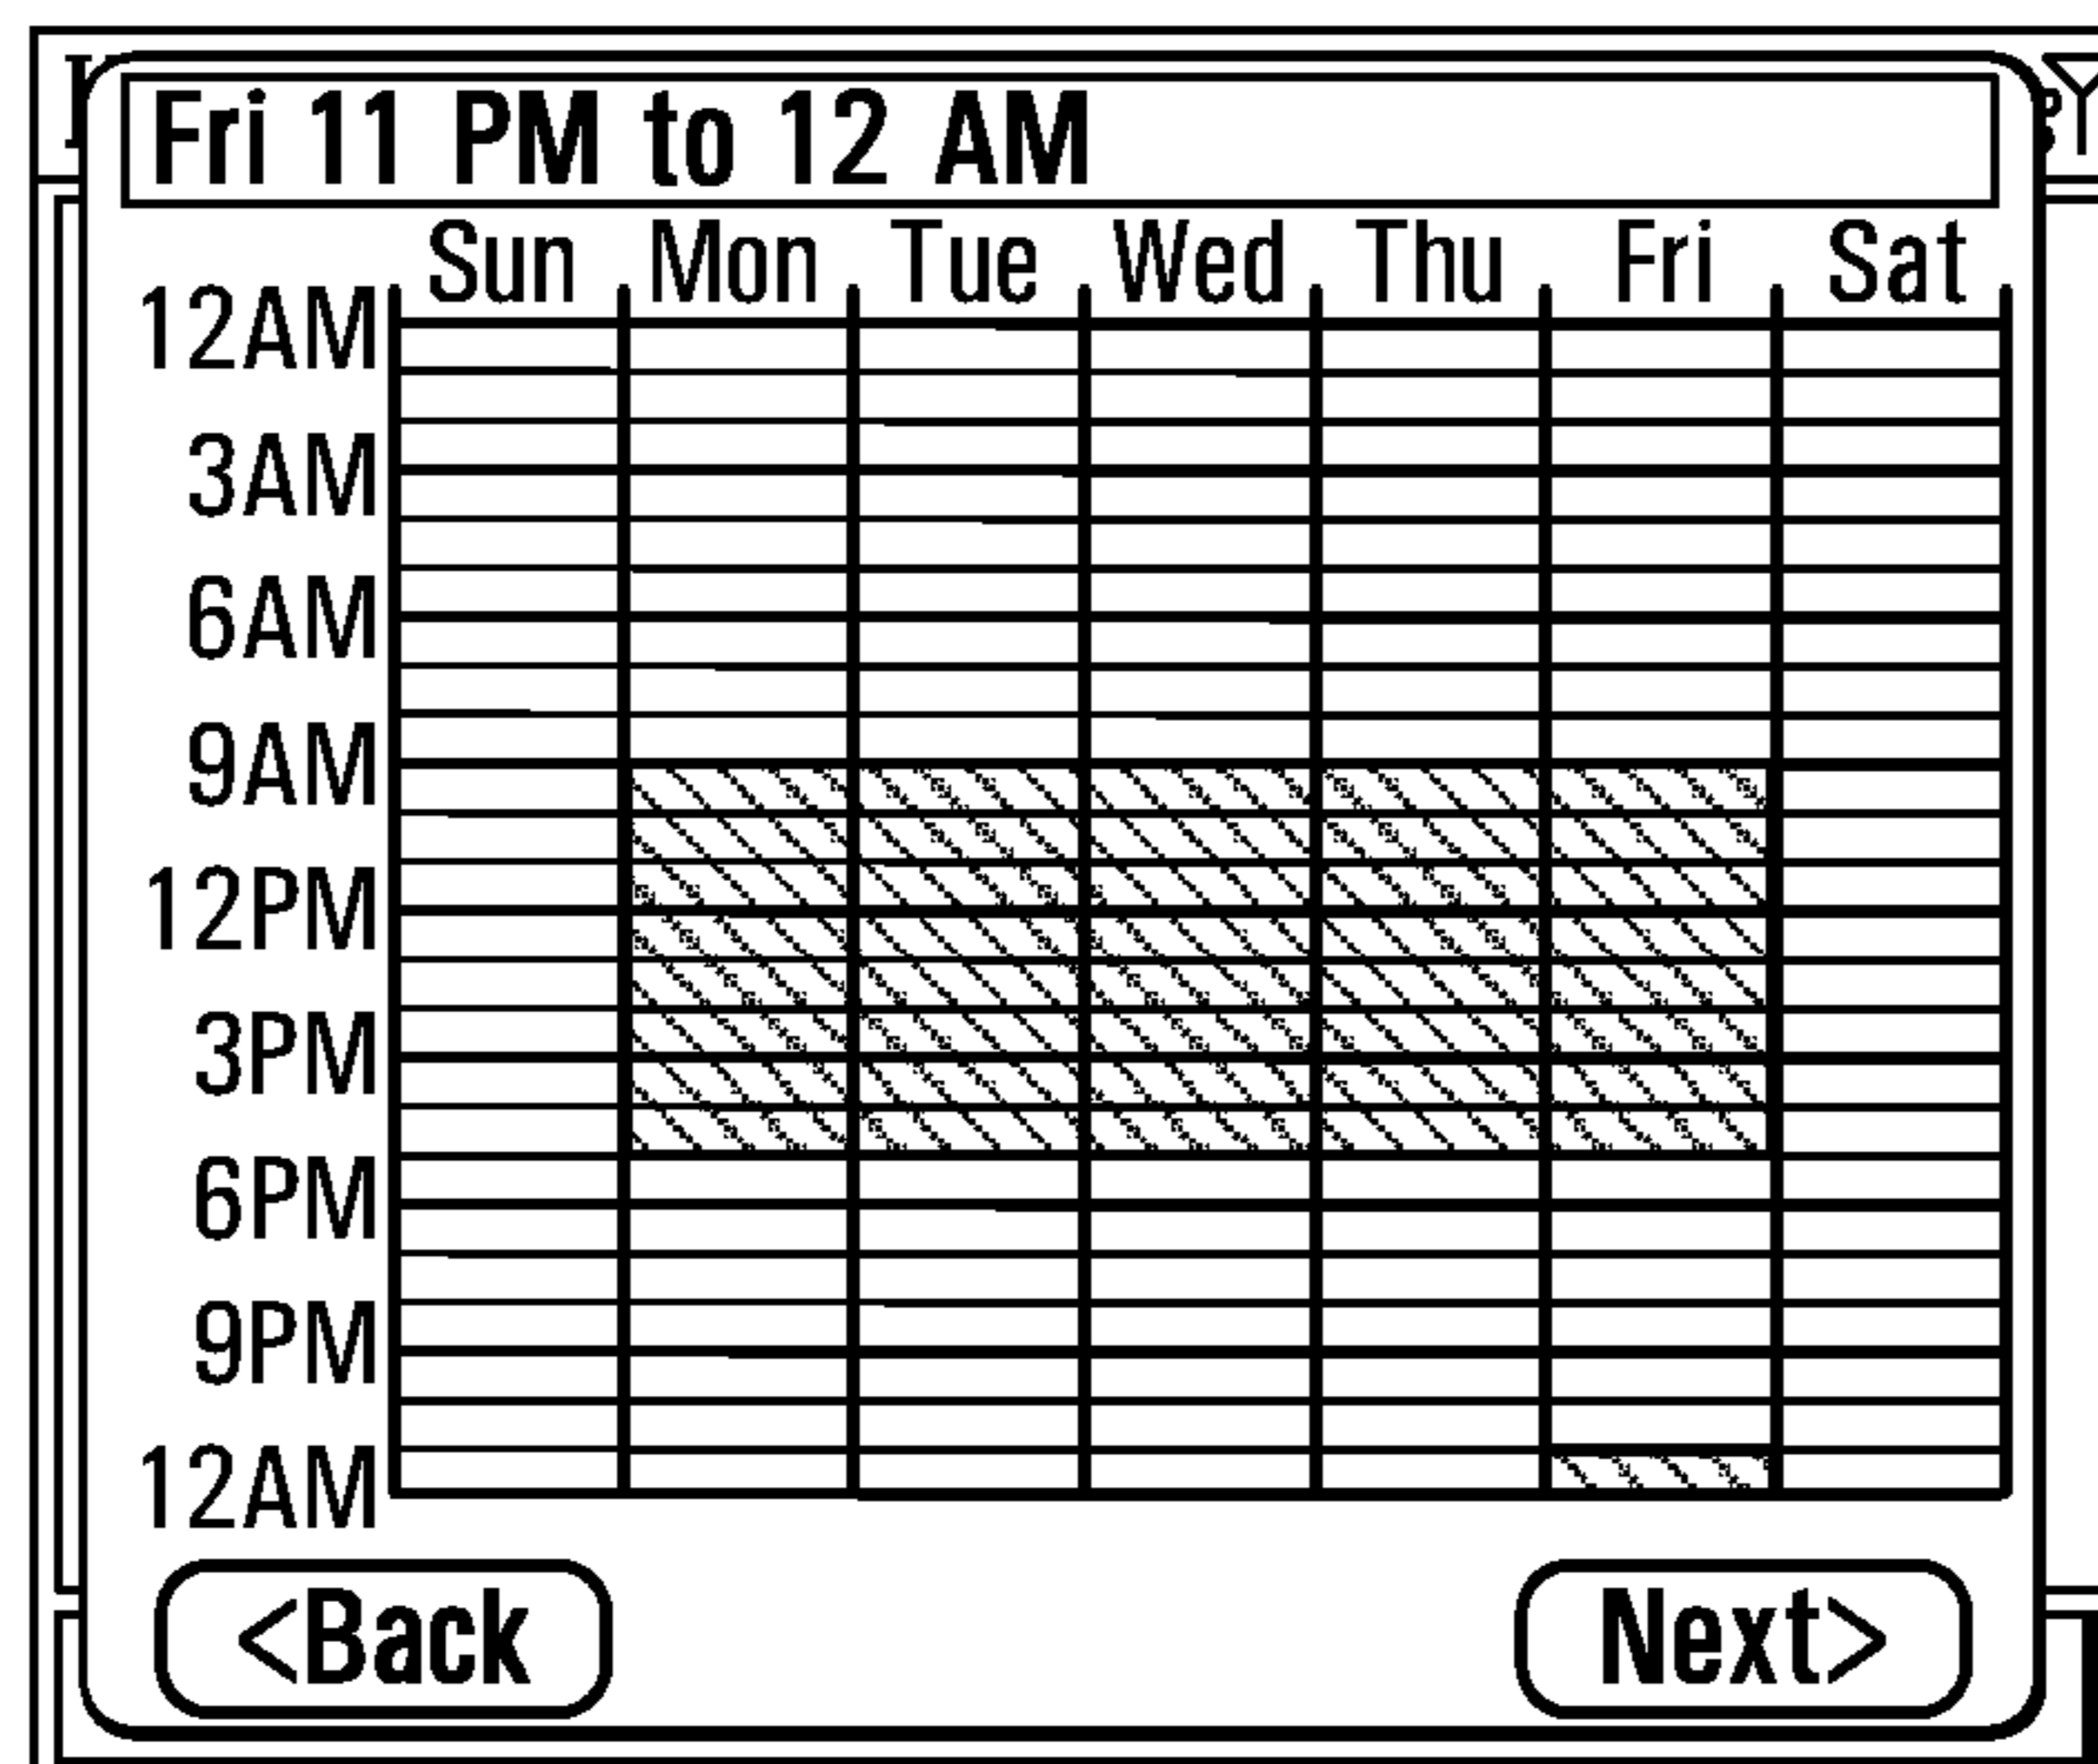 Fri 11 PM to 12 AM
Sun Mon Tue Wed Thu Fri Sat
12AM
3AM
6AM
9AM
12PM
3PM
6PM
9PM
12AM
<Back Next>